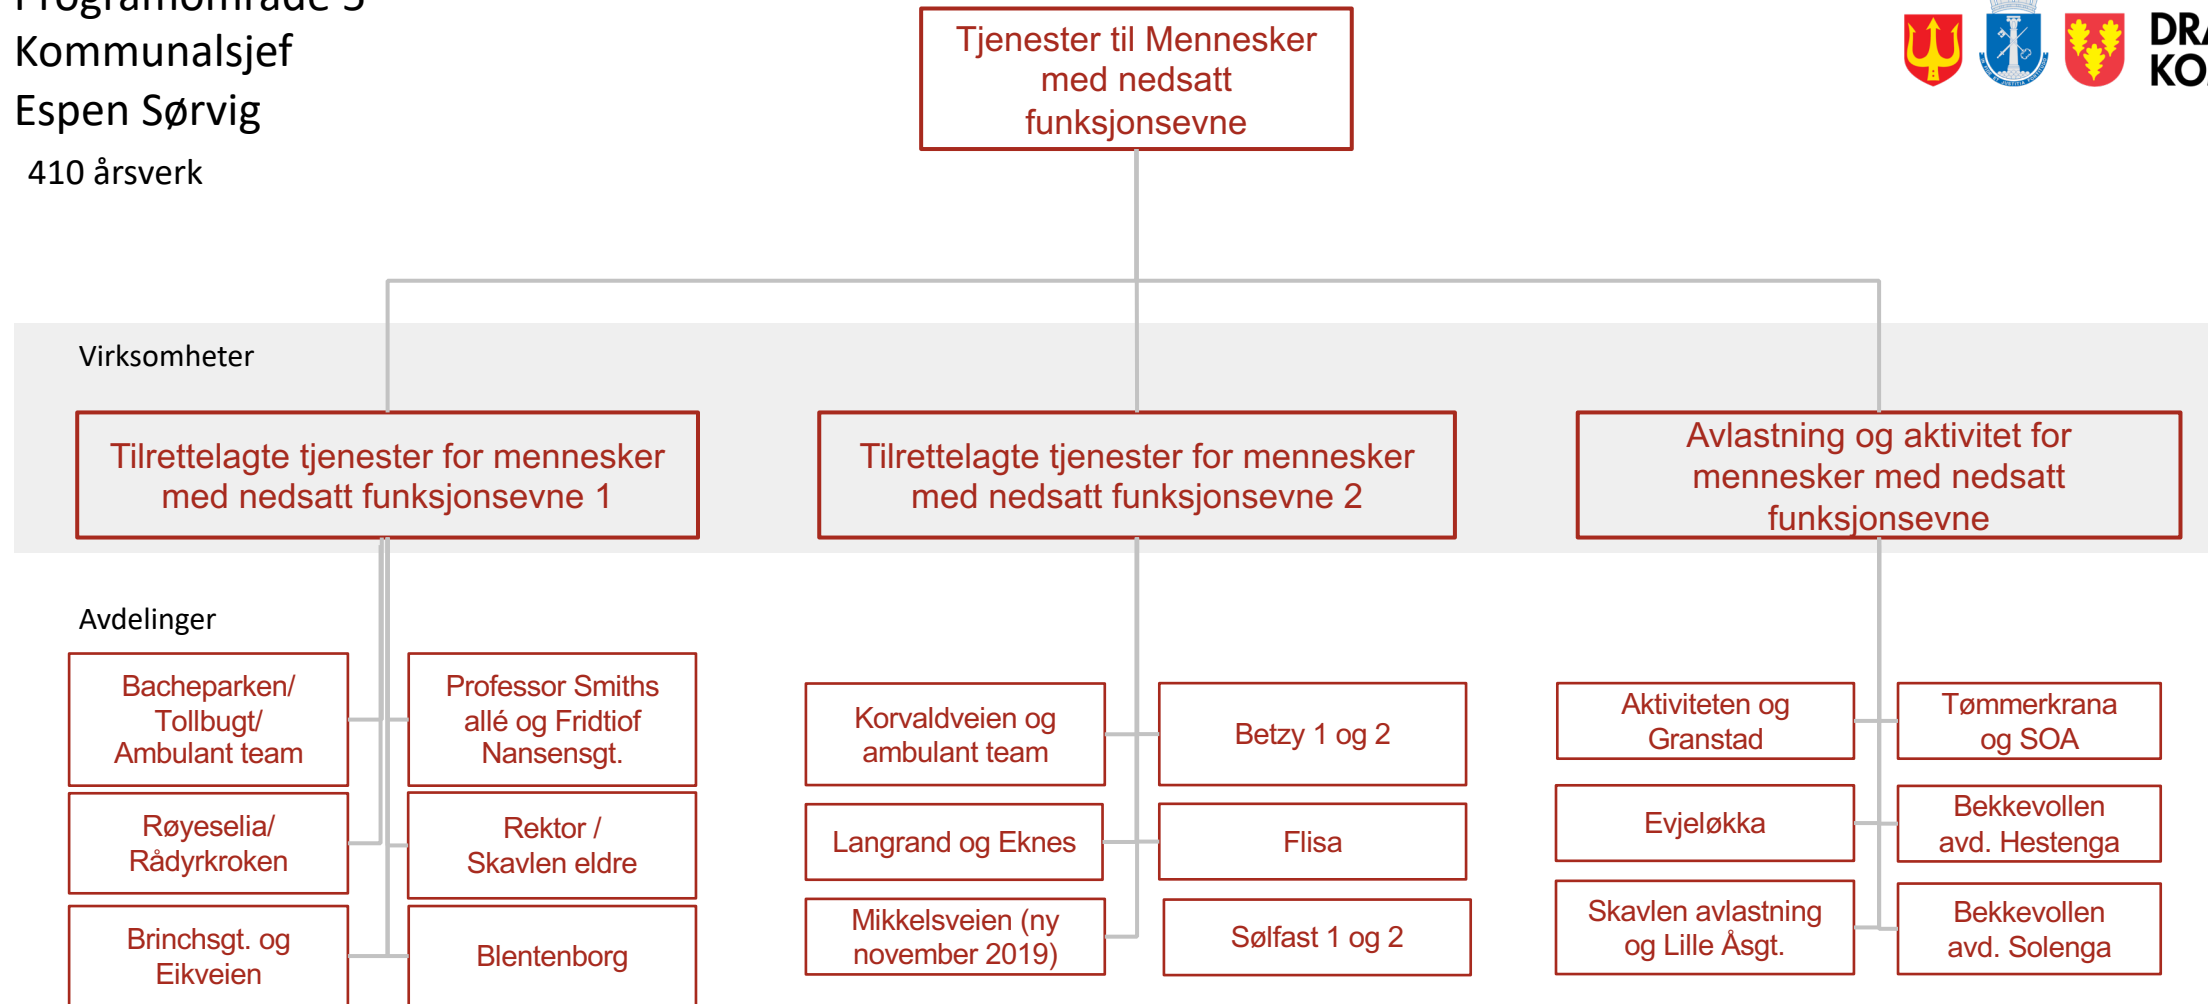 Programområde
Kommunalsjef
Espen Sørvig
410 årsverk
Tjenester til Mennesker
med nedsatt
funksjonsevne
Virksomheter
Tilrettelagte tjenester for mennesker
med nedsatt funksjonsevne 1
Tilrettelagte tjenester for mennesker
med nedsatt funksjonsevne 2
Avlastning og aktivitet for
mennesker med nedsatt
funksjonsevne
Avdelinger
Bacheparken/
Tollbugt/
Ambulant team
Professor Smiths
allé og Fridtiof
Nansensgt.
Røyeselia/
Rådyrkroken
Rektor /
Skavlen eldre
Brinchsgt. og
Eikveien
Blentenborg
Korvaldveien og
ambulant team
Betzy 1 og 2
Langrand og Eknes
Flisa
Mikkelsveien (ny
november 2019)
Sølfast 1 og 2
Aktiviteten og
Granstad
Tømmerkrana
og SOA
Evjeløkka
Bekkevollen
avd. Hestenga
Skavlen avlastning
og Lille Åsgt.
Bekkevollen
avd. Solenga